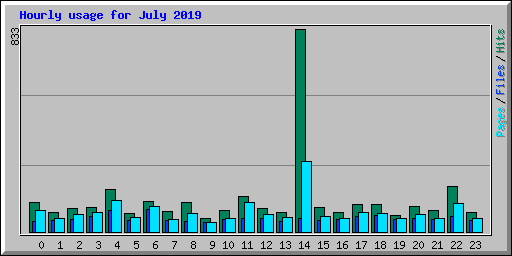 Hourly usage for July 2019
833
Pages/Files/Hits
0 1 2 3 4 5 6 7 8 9 10 11 12 13 14 15 16 17 18 19 20 21 22 23